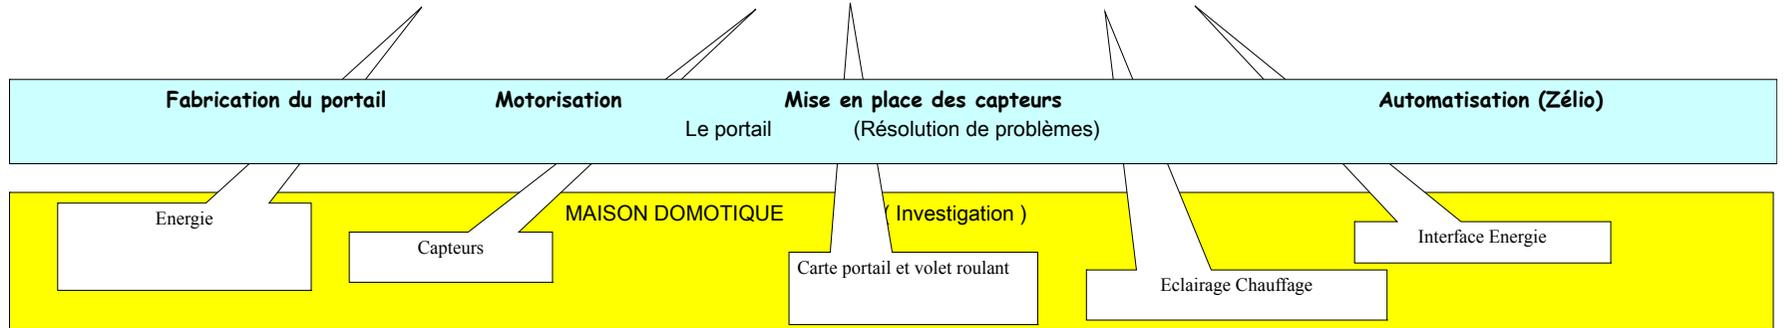 Fabrication du portail Motorisation Mise en place des capteurs Automatisation (Zélio)
Le portail (Résolution de problèmes)
MAISON DOMOTIQUE ( Investigation )
Energie
Capteurs
Carte portail et volet roulant
Eclairage Chauffage
Interface Energie